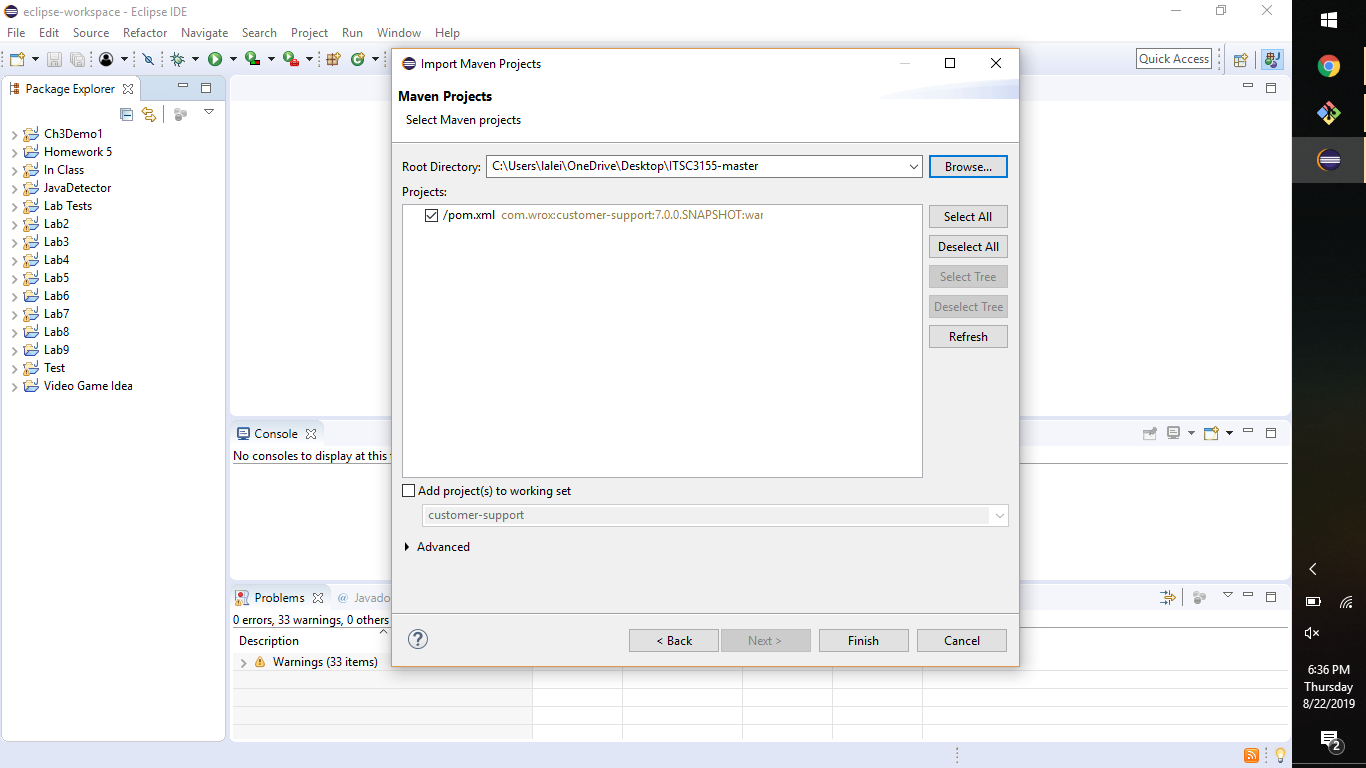 eclipse-workspace - Eclipse IDE
File Edit Source Refactor Navigate Search Project Run Window Help
Quick Access
Package Explorer
Ch3Demo1
Homework 5
In Class
JavaDetector
Lab Tests
Lab2
Lab3
Lab4
Lab5
Lab6
Lab7
Lab8
Lab9
Test
Video Game Idea
Import Maven Projects
Maven Projects
Select Maven projects
Root Directory: C:\Users\lalei\OneDrive\Desktop\ITSC3155-master Browse...
Projects:
/pom.xml com.wrox:customer-support:7.0.0.SNAPSHOT:war
Select All
Deselect All
Select Tree
Deselect Tree
Refresh
Add project(s) to working set
customer-support
Advanced
< Back Next > Finish Cancel
Console
No consoles to display at this
Problems @ Javado
0 errors, 33 warnings, 0 others
Description
Warnings (33 items)
6:36 PM
Thursday
8/22/2019
2